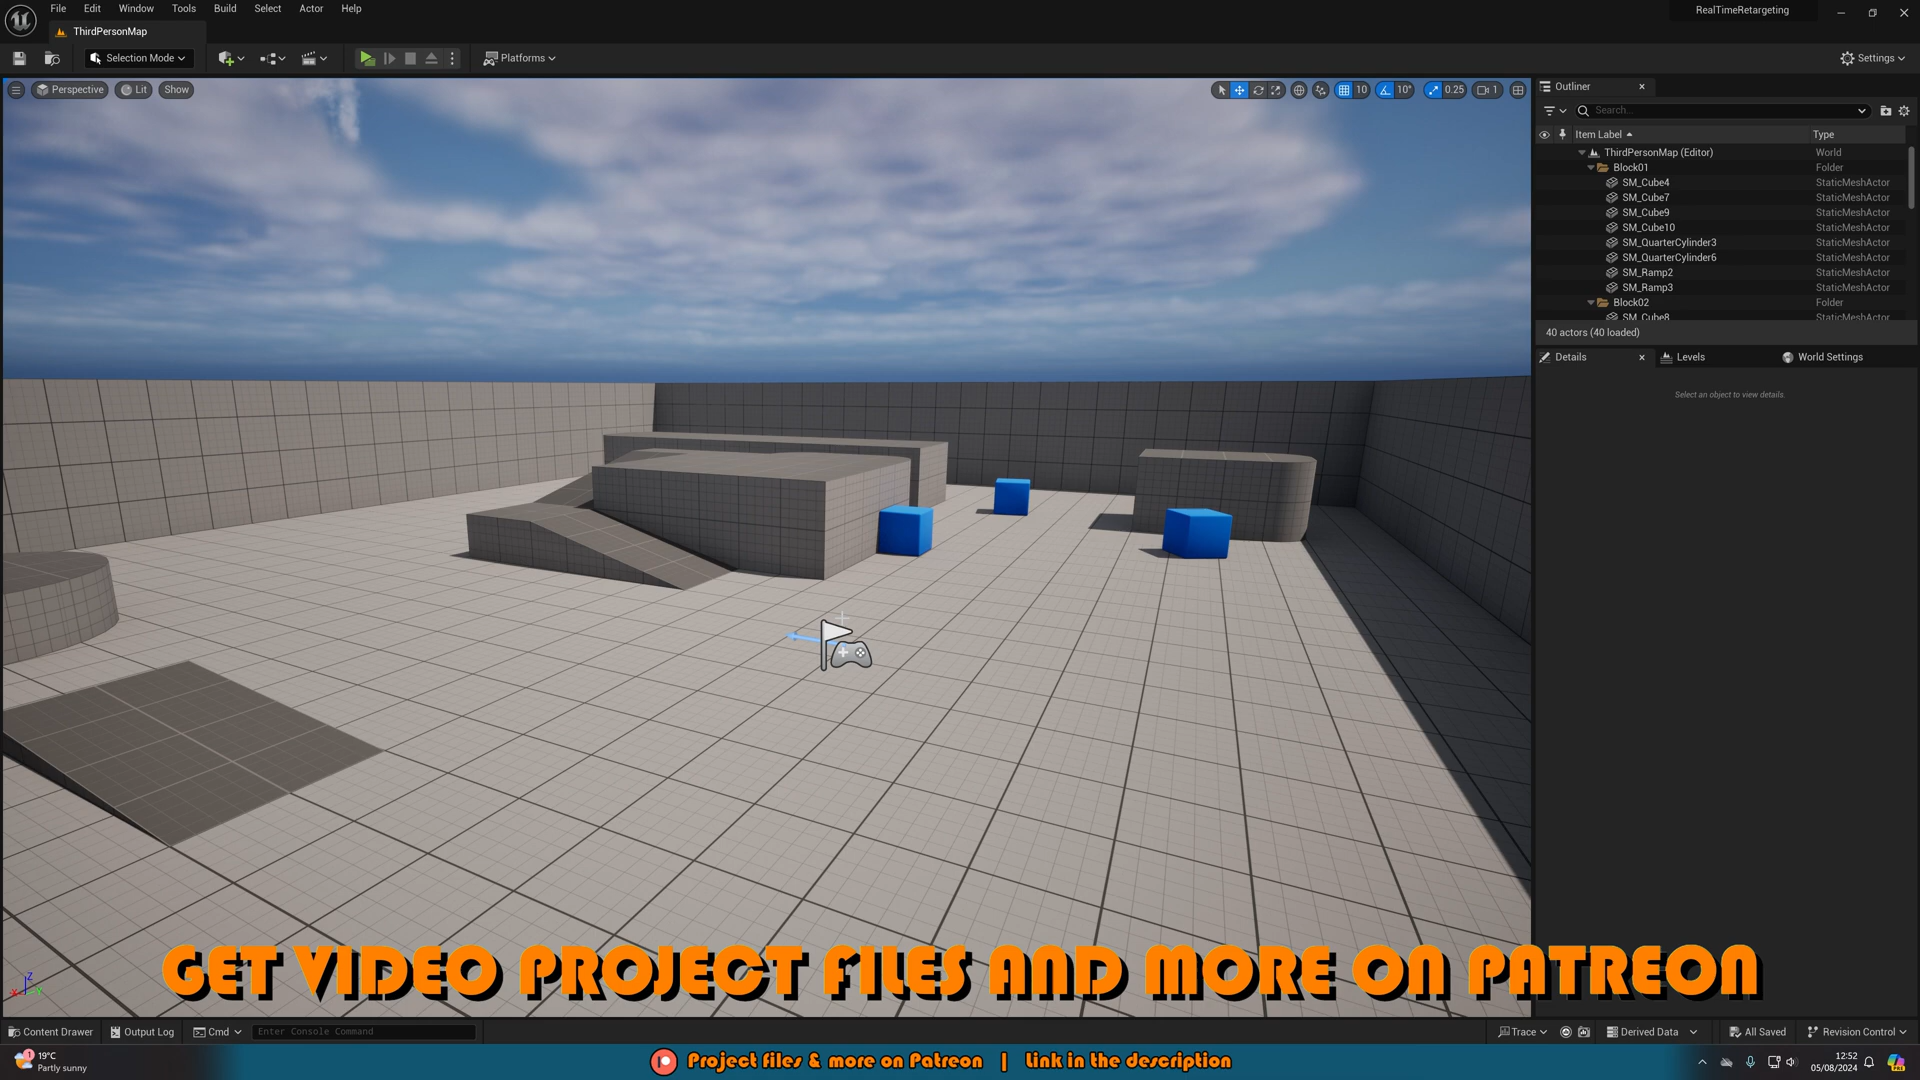 File Edit Window Tools Build Select Actor Help
RealTimeRetargeting
ThirdPersonMap
Selection Mode
Platforms
Settings
Perspective Lit Show
10 10° 0.25 1
Outliner
Search...
Item Label Type
ThirdPersonMap (Editor) World
Block01 Folder
SM_Cube4 StaticMeshActor
SM_Cube7 StaticMeshActor
SM_Cube9 StaticMeshActor
SM_Cube10 StaticMeshActor
SM_QuarterCylinder3 StaticMeshActor
SM_QuarterCylinder6 StaticMeshActor
SM_Ramp2 StaticMeshActor
SM_Ramp3 StaticMeshActor
Block02 Folder
SM_Cube8 StaticMeshActor
40 actors (40 loaded)
Details Levels World Settings
Select an object to view details.
GET VIDEO PROJECT FILES AND MORE ON PATREON
Z
X Y
Content Drawer Output Log Cmd Enter Console Command
Trace Derived Data All Saved Revision Control
1 19°C
Partly sunny
Project files & more on Patreon | Link in the description
12:52
05/08/2024
PRE